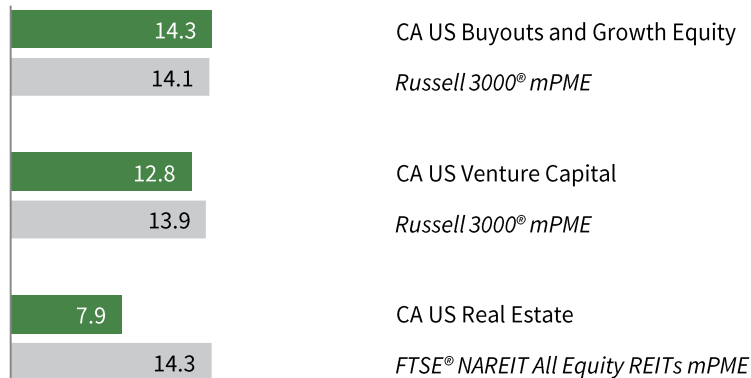 14.3 CA US Buyouts and Growth Equity
14.1 Russell 3000® mPME
12.8 CA US Venture Capital
13.9 Russell 3000® mPME
7.9 CA US Real Estate
14.3 FTSE® NAREIT All Equity REITs mPME